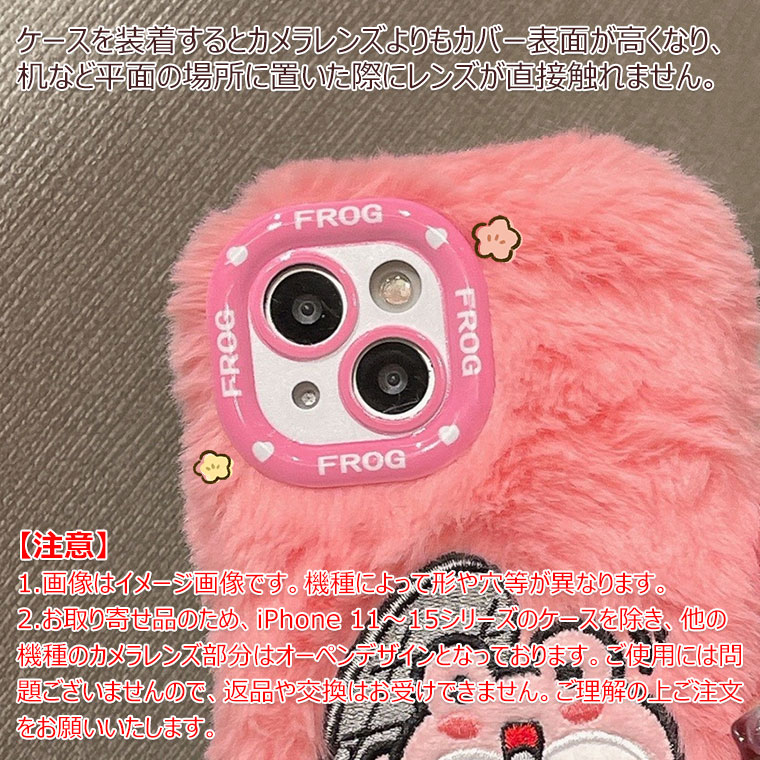 ケースを装着するとカメラレンズよりもカバー表面が高くなり、
机など平面の場所に置いた際にレンズが直接触れません。
FROG
FROG
FROG
FROG
【注意】
1.画像はイメージ画像です。機種によって形や穴等が異なります。
2.お取り寄せ品のため、iPhone 11～15シリーズのケースを除き、他の
機種のカメラレンズ部分はオーペンデザインとなっております。ご使用には問
題ございませんので、返品や交換はお受けできません。ご理解の上ご注文
をお願いいたします。